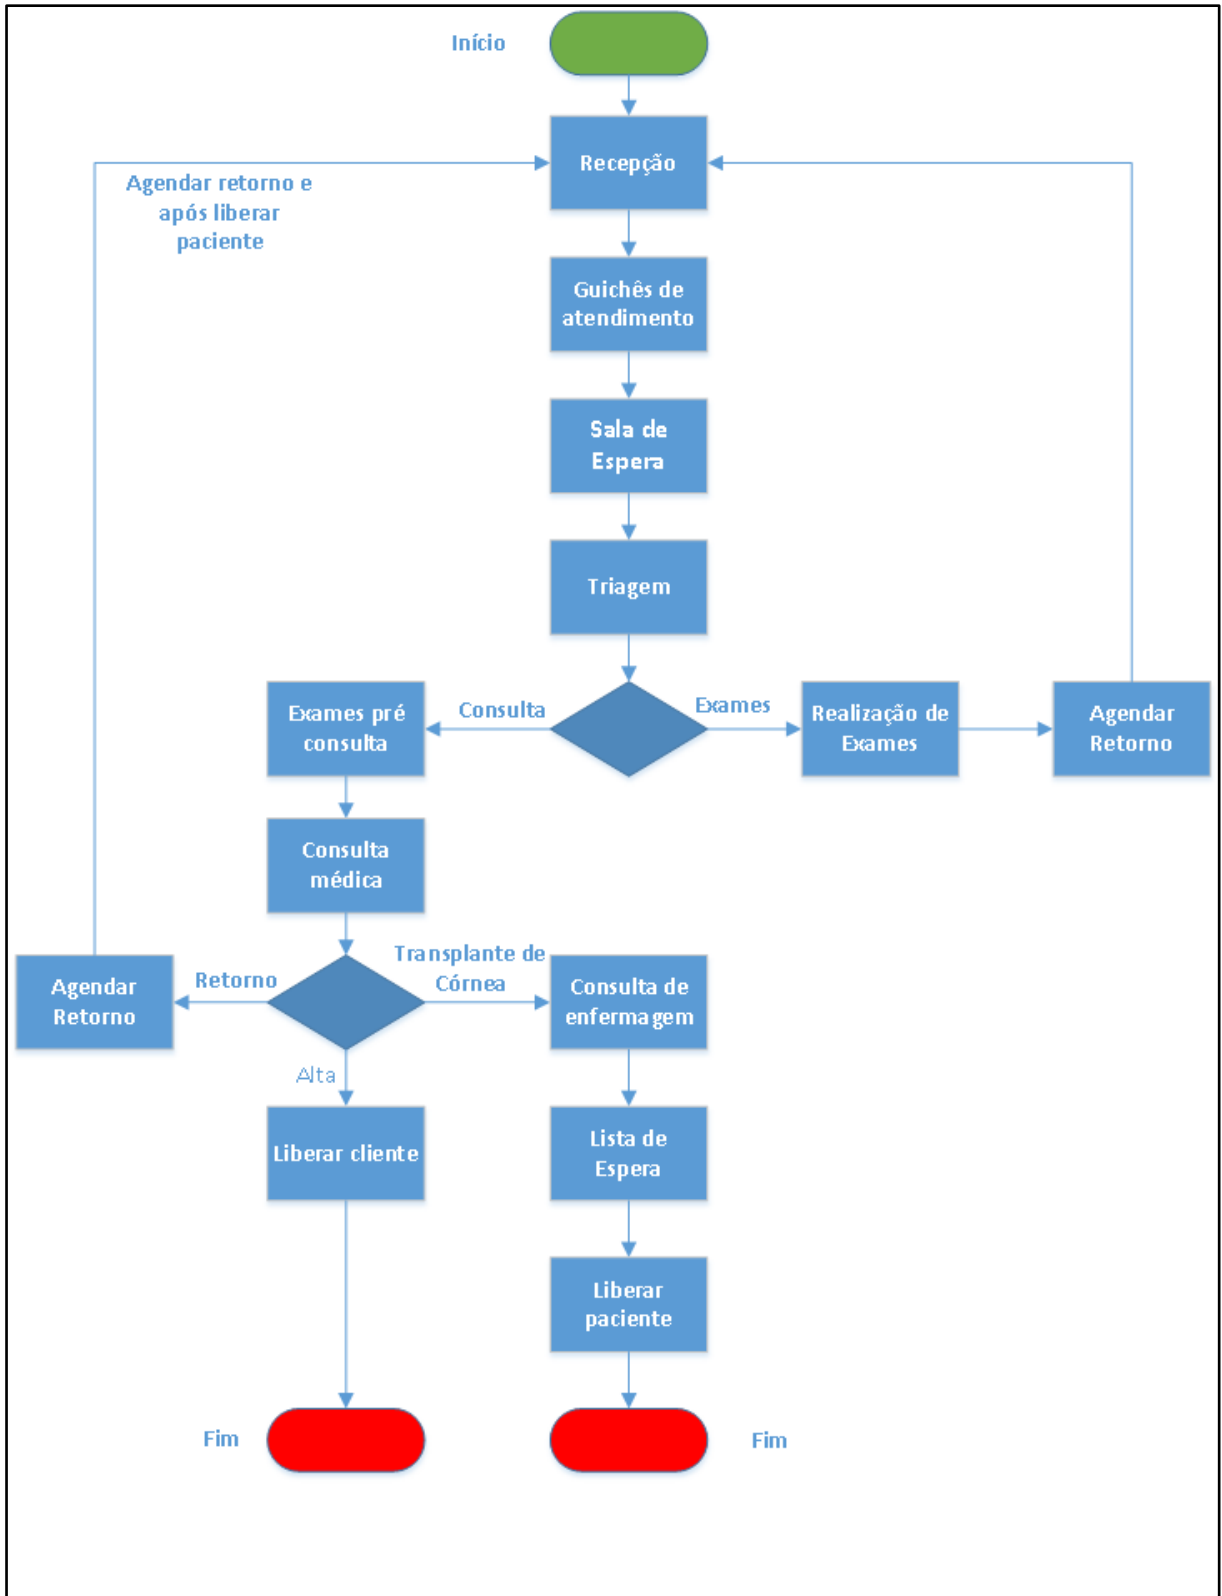 Início
Recepção
Agendar retorno e
após liberar
paciente
Guichês de
atendimento
Sala de
Espera
Triagem
Exames pré
consulta
Consulta
Exames
Realização de
Exames
Agendar
Retorno
Consulta
médica
Agendar
Retorno
Retorno
Transplante de
Córnea
Consulta de
enfermagem
Alta
Liberar cliente
Lista de
Espera
Liberar
paciente
Fim
Fim